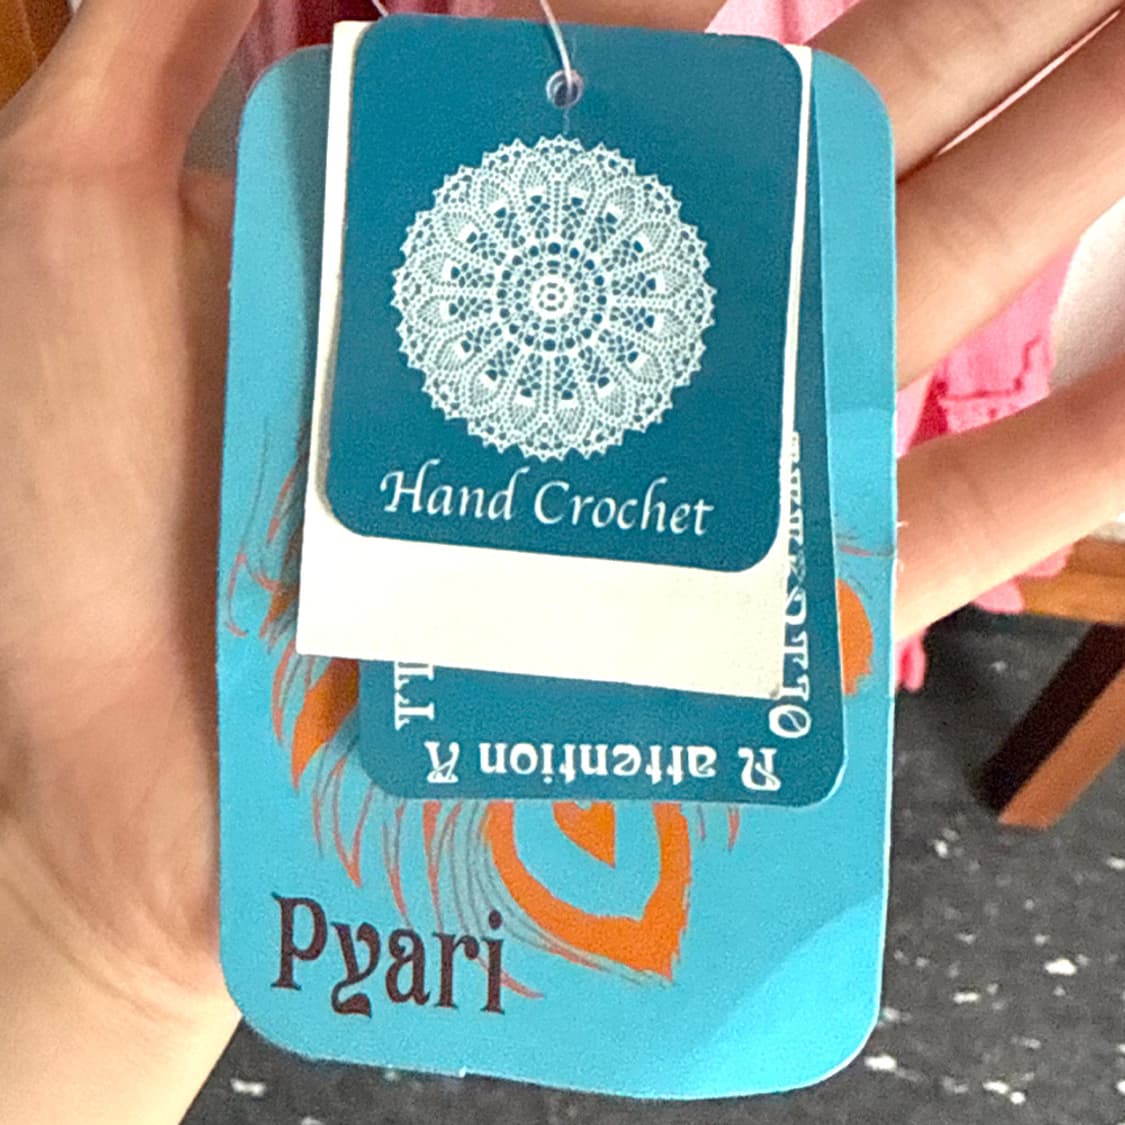 Hand Crochet
attention
Pyari